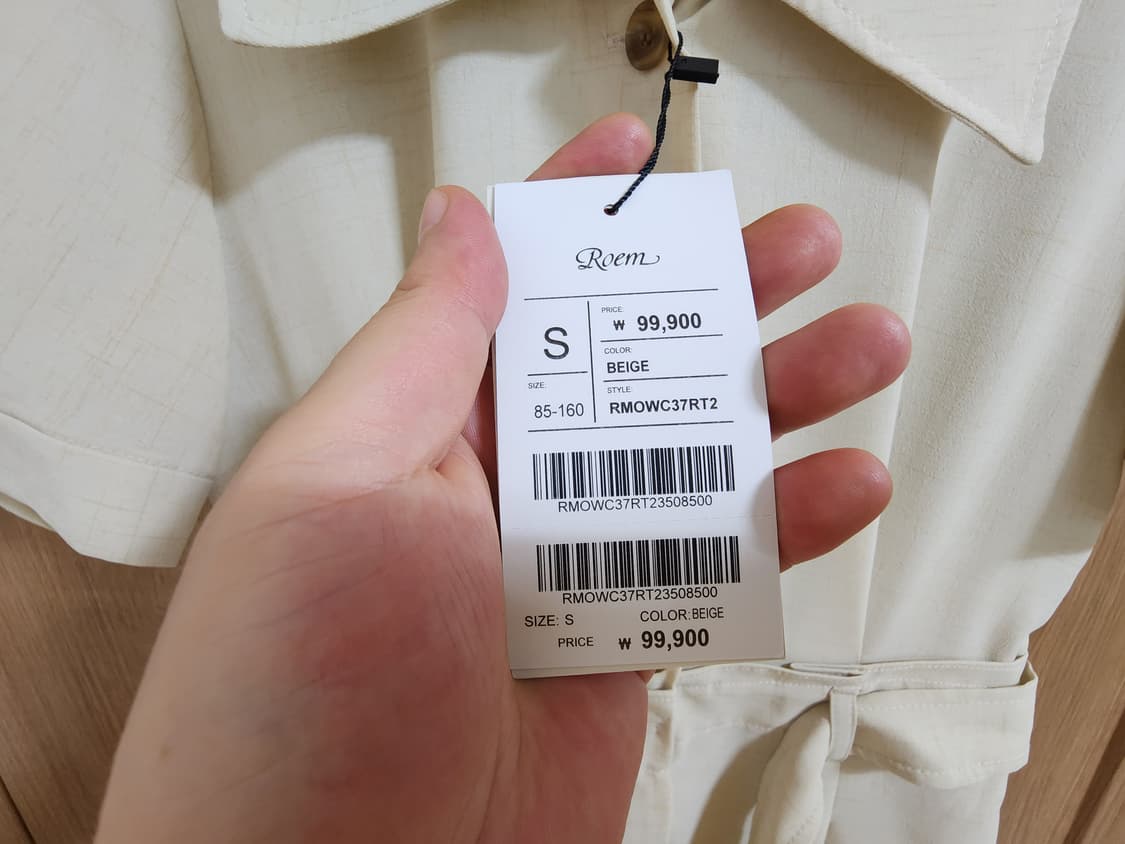 Roem
S
SIZE:
85-160
PRICE:
₩ 99,900
COLOR:
BEIGE
STYLE:
RMOWC37RT2
RMOWC37RT23508500
RMOWC37RT23508500
SIZE: S COLOR:BEIGE
PRICE ₩ 99,900